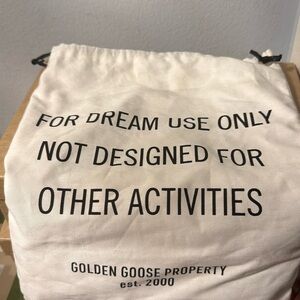 FOR DREAM USE ONLY
NOT DESIGNED FOR
OTHER ACTIVITIES
GOLDEN GOOSE PROPERTY
est. 2000